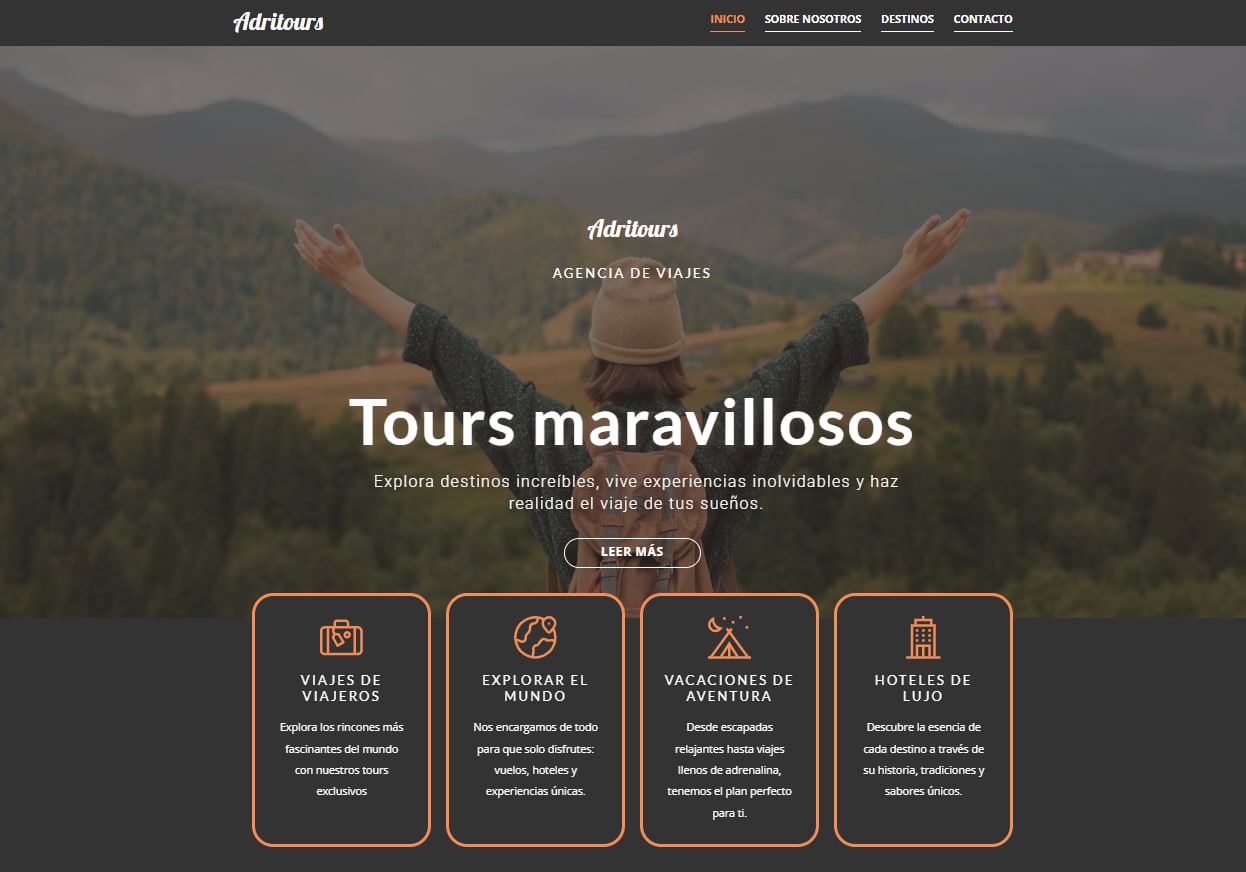 Adritours
INICIO SOBRE NOSOTROS DESTINOS CONTACTO
Adritours
AGENCIA DE VIAJES
Tours maravillosos
Explora destinos increíbles, vive experiencias inolvidables y haz
realidad el viaje de tus sueños.
LEER MÁS
VIAJES DE
VIAJEROS
Explora los rincones más
fascinantes del mundo
con nuestros tours
exclusivos
EXPLORAR EL
MUNDO
Nos encargamos de todo
para que solo disfrutes:
vuelos, hoteles y
experiencias únicas.
VACACIONES DE
AVENTURA
Desde escapadas
relajantes hasta viajes
llenos de adrenalina,
tenemos el plan perfecto
para ti.
HOTELES DE
LUJO
Descubre la esencia de
cada destino a través de
su historia, tradiciones y
sabores únicos.